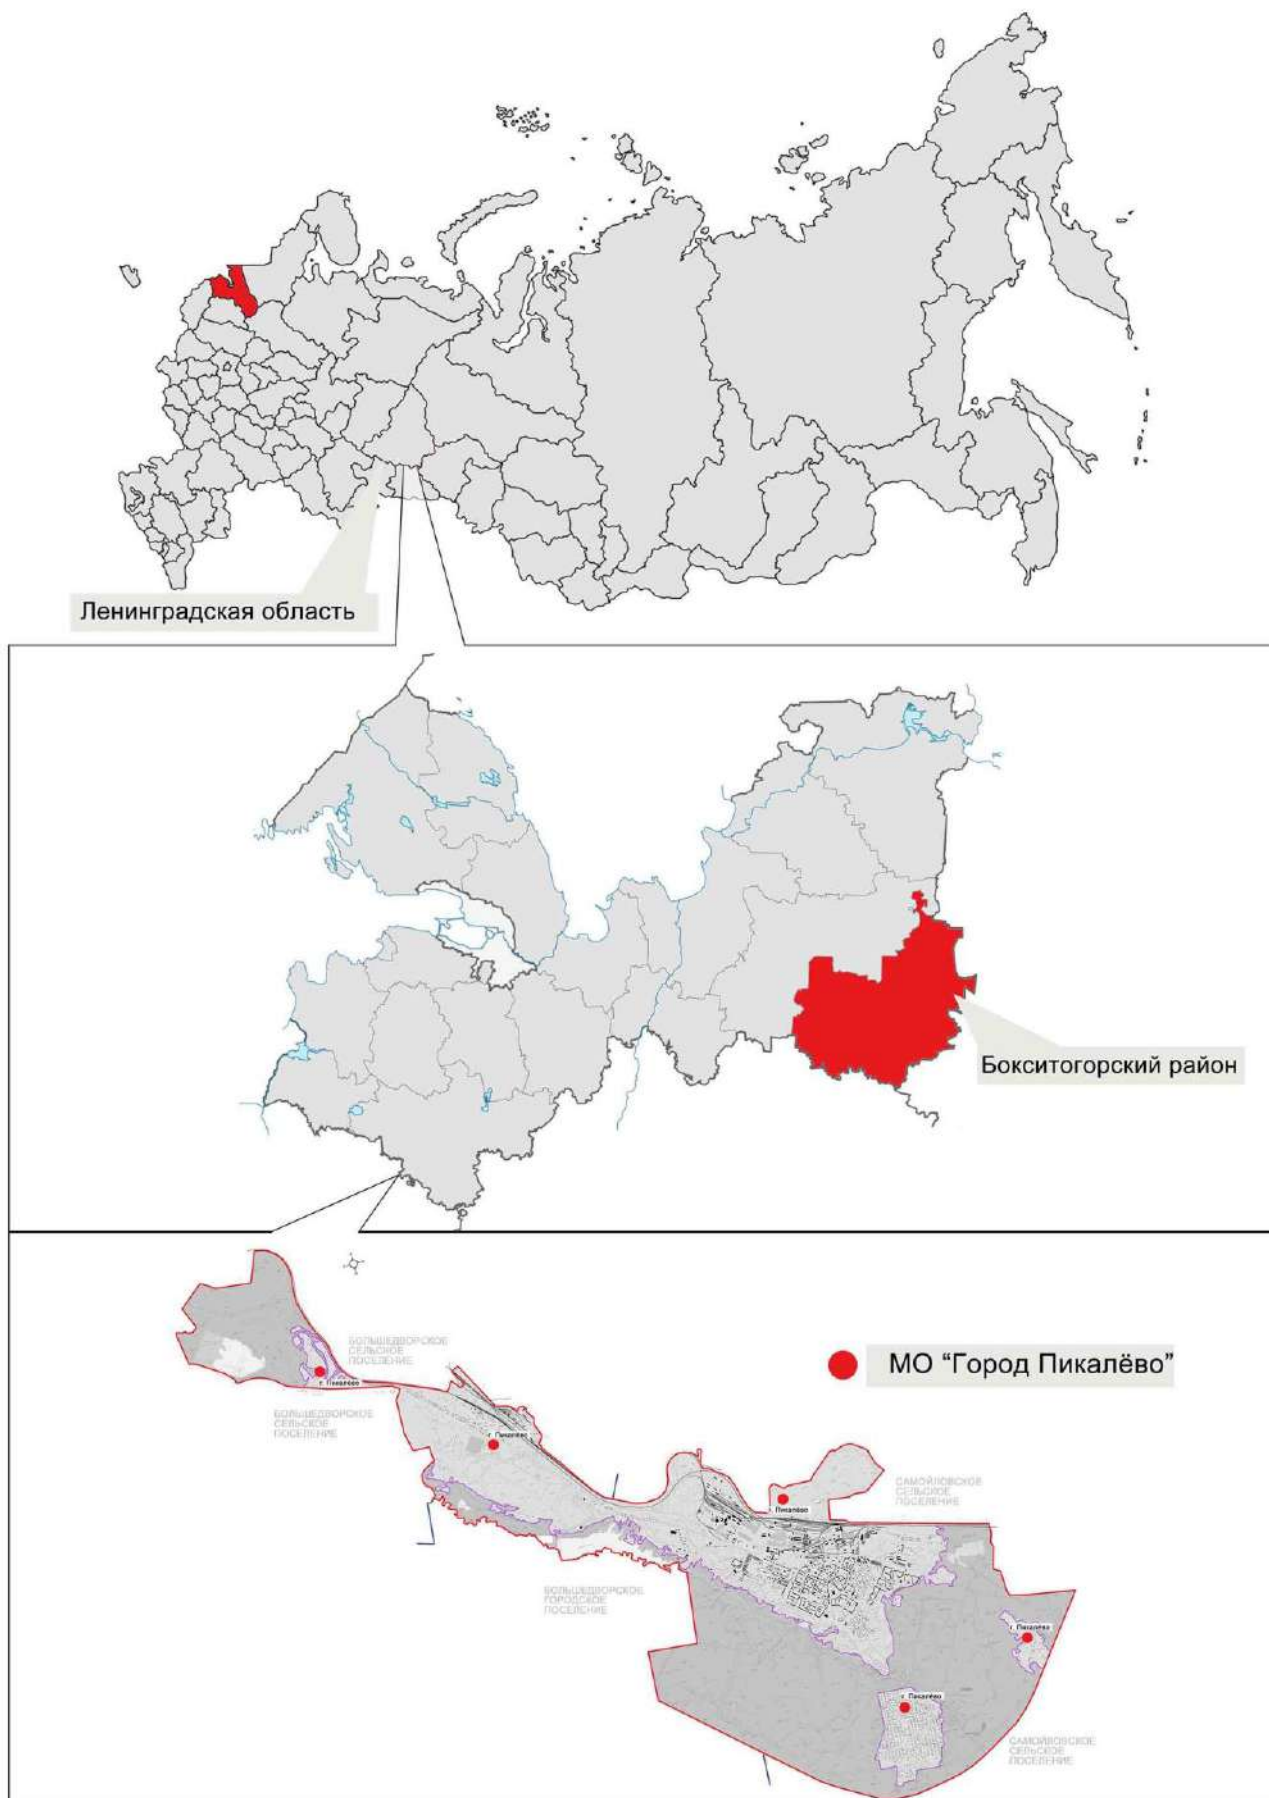 Ленинградская область
Бокситогорский район
БОЛЬШЕДВОРСКОЕ
СЕЛЬСКОЕ
ПОСЕЛЕНИЕ
г. Пикалёво
МО “Город Пикалёво”
БОЛЬШЕДВОРСКОЕ
СЕЛЬСКОЕ
ПОСЕЛЕНИЕ
г. Пикалёво
САМОЙЛОВСКОЕ
СЕЛЬСКОЕ
ПОСЕЛЕНИЕ
г. Пикалёво
БОЛЬШЕДВОРСКОЕ
ГОРОДСКОЕ
ПОСЕЛЕНИЕ
г. Пикалёво
г. Пикалёво
САМОЙЛОВСКОЕ
СЕЛЬСКОЕ
ПОСЕЛЕНИЕ